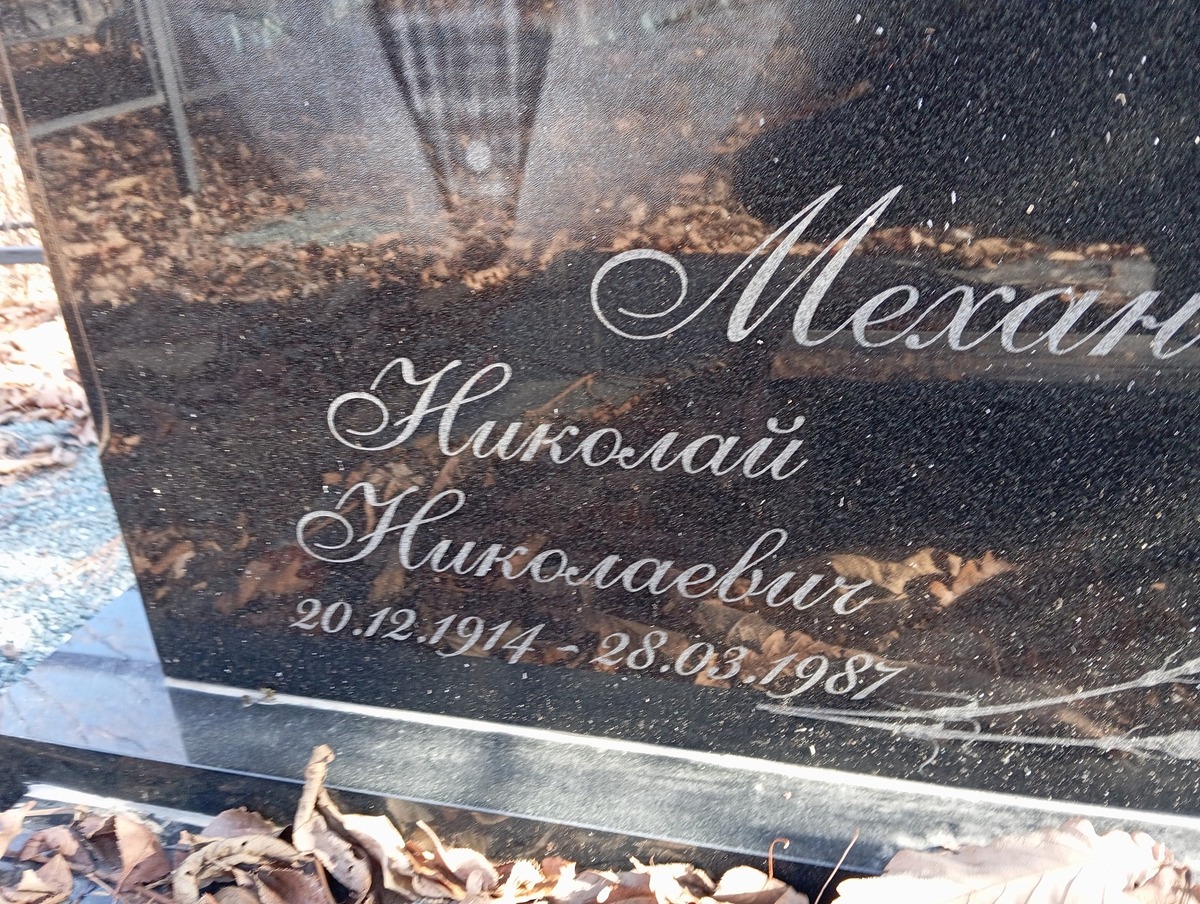 Механ
Николай
Николаевич
20.12.1914 - 28.03.1987